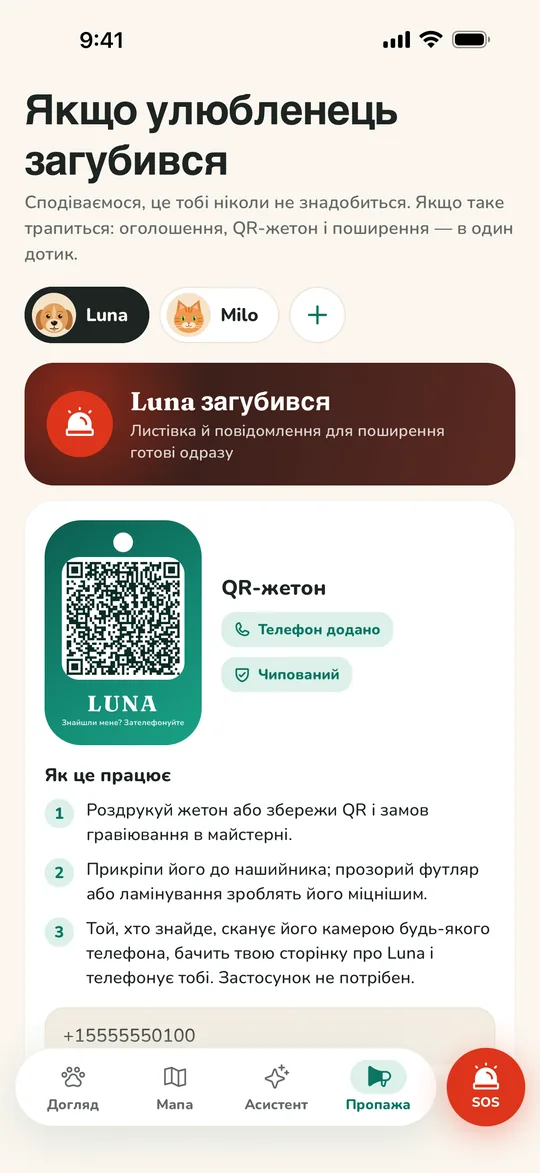 9:41
Якщо улюбленець
загубився
Сподіваємося, це тобі ніколи не знадобиться. Якщо таке
трапиться: оголошення, QR-жетон і поширення — в один
дотик.
Luna
Milo
Luna загубився
Листівка й повідомлення для поширення
готові одразу
LUNA
Знайшли мене? Зателефонуйте
QR-жетон
Телефон додано
Чипований
Як це працює
1 Роздрукуй жетон або збережи QR і замов
гравіювання в майстерні.
2 Прикріпи його до нашийника; прозорий футляр
або ламінування зроблять його міцнішим.
3 Той, хто знайде, сканує його камерою будь-якого
телефона, бачить твою сторінку про Luna і
телефонує тобі. Застосунок не потрібен.
+15555550100
Догляд
Мапа
Асистент
Пропажа
SOS